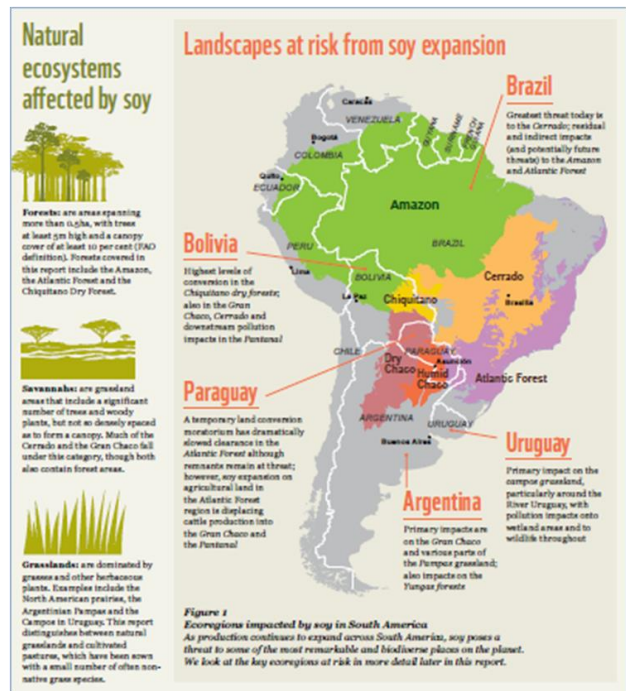 Natural
ecosystems
affected by soy
Forests: are areas spanning
more than 0.5ha, with trees
at least 5m high and a canopy
cover of at least 10 per cent (FAO
definition). Forests covered in
this report include the Amazon,
the Atlantic Forest and the
Chiquitano Dry Forest.
Savannahs: are grassland
areas that include a significant
number of trees and woody
plants, but not so densely spaced
as to form a canopy. Much of the
Cerrado and the Gran Chaco fall
under this category, though both
also contain forest areas.
Grasslands: are dominated by
grasses and other herbaceous
plants. Examples include the
North American prairies, the
Argentinian Pampas and the
Campos in Uruguay. This report
distinguishes between natural
grasslands and cultivated
pastures, which have been sown
with a small number of often non-
native grass species.
Landscapes at risk from soy expansion
Brazil
Greatest threat today is
to the Cerrado; residual
and indirect impacts
(and potentially future
threats) to the Amazon
and Atlantic Forest
Caracas
VENEZUELA
GUYANA
SURINAME
FRENCH
GUIANA
Bogotá
COLOMBIA
Quito
ECUADOR
Amazon
PERU
BRAZIL
Lima
BOLIVIA
La Paz
Cerrado
Brasilia
Chiquitano
CHILE
PARAGUAY
Asunción
Dry
Chaco
Humid
Chaco
Atlantic Forest
ARGENTINA
URUGUAY
Buenos Aires
Bolivia
Highest levels of
conversion in the
Chiquitano dry forests;
also in the Gran
Chaco, Cerrado and
downstream pollution
impacts in the Pantanal
Paraguay
A temporary land conversion
moratorium has dramatically
slowed clearance in the
Atlantic Forest although
remnants remain at threat;
however, soy expansion on
agricultural land in
the Atlantic Forest
region is displacing
cattle production into
the Gran Chaco and
the Pantanal
Argentina
Primary impacts are
on the Gran Chaco
and various parts of
the Pampas grassland;
also impacts on the
Yungas forests
Uruguay
Primary impact on the
campos grassland,
particularly around the
River Uruguay, with
pollution impacts onto
wetland areas and to
wildlife throughout
Figure 1
Ecoregions impacted by soy in South America
As production continues to expand across South America, soy poses a
threat to some of the most remarkable and biodiverse places on the planet.
We look at the key ecoregions at risk in more detail later in this report.